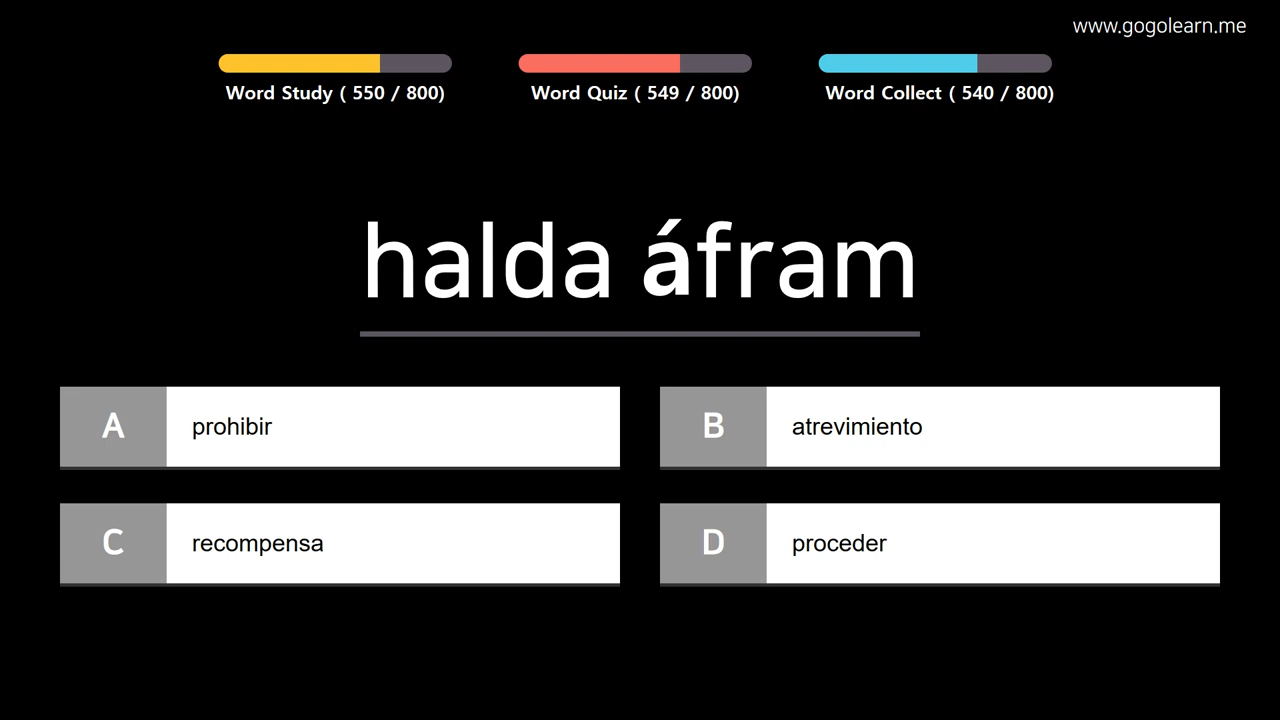 www.gogolearn.me
Word Study ( 550 / 800)
Word Quiz ( 549 / 800)
Word Collect ( 540 / 800)
halda áfram
A prohibir
B atrevimiento
C recompensa
D proceder